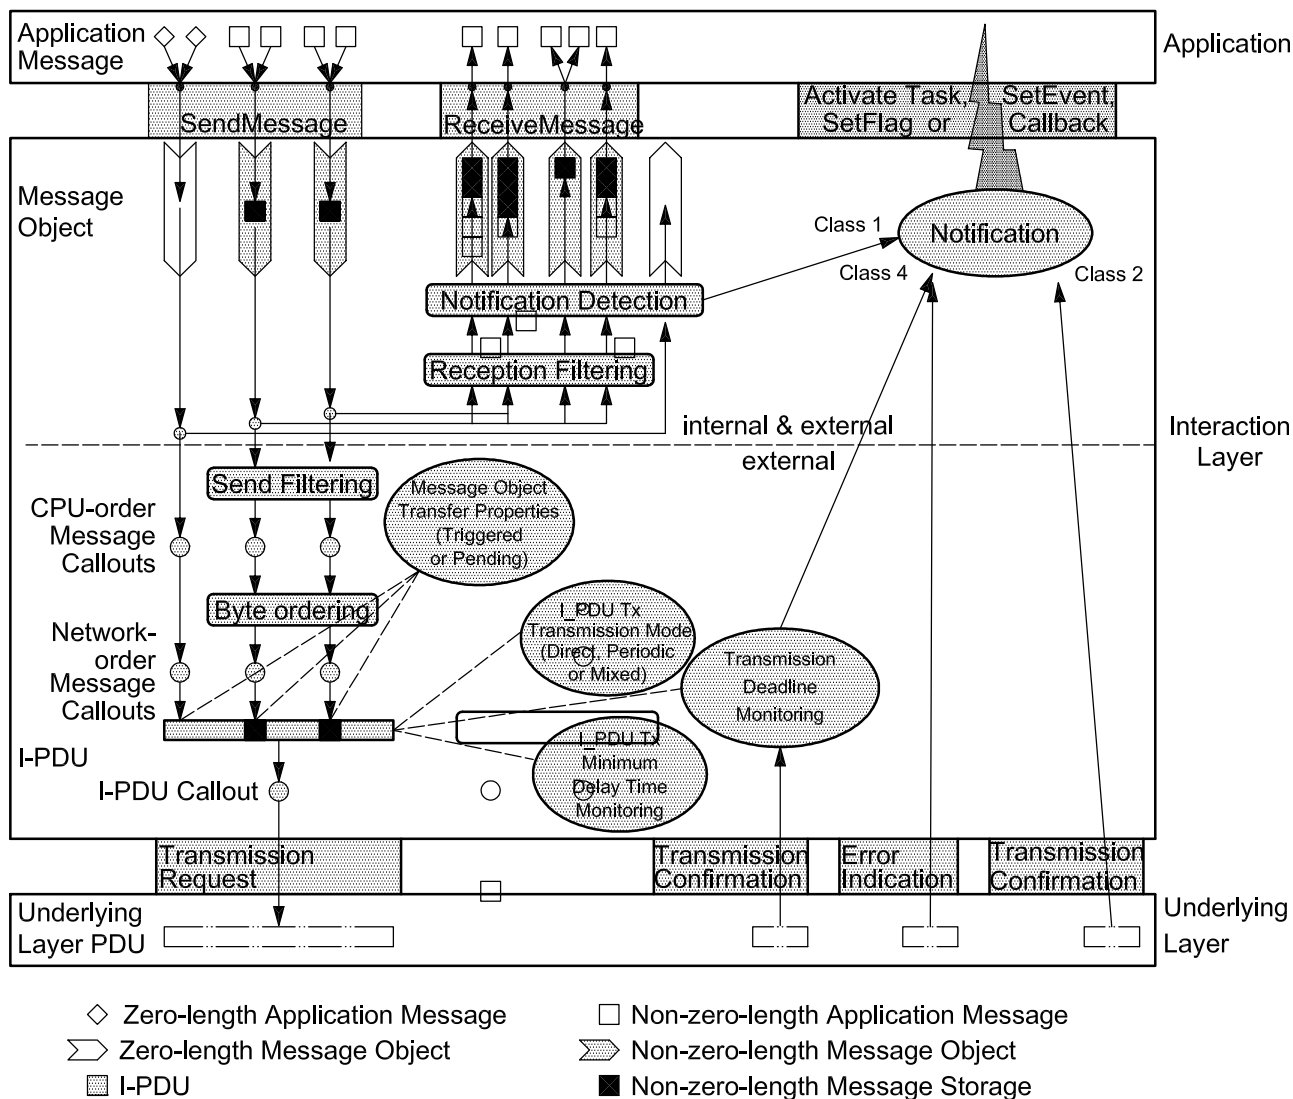 Application
Message
Application
SendMessage
ReceiveMessage
Activate Task, SetEvent,
SetFlag or Callback
Message
Object
Class 1
Notification
Class 4
Class 2
Notification Detection
Reception Filtering
internal & external
external
Interaction
Layer
Send Filtering
CPU-order
Message
Callouts
Message Object
Transfer Properties
(Triggered
or Pending)
Byte ordering
Network-
order
Message
Callouts
I_PDU Tx
Transmission Mode
(Direct, Periodic
or Mixed)
Transmission
Deadline
Monitoring
I-PDU
I_PDU Tx
Minimum
Delay Time
Monitoring
I-PDU Callout
Transmission
Request
Transmission
Confirmation
Error
Indication
Transmission
Confirmation
Underlying
Layer PDU
Underlying
Layer
Zero-length Application Message
Non-zero-length Application Message
Zero-length Message Object
Non-zero-length Message Object
I-PDU
Non-zero-length Message Storage